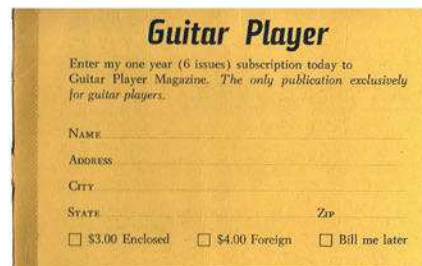 Guitar Player
Enter my one year (6 issues) subscription today to
Guitar Player Magazine. The only publication exclusively
for guitar players.
NAME
ADDRESS
CITY
STATE ZIP
$3.00 Enclosed $4.00 Foreign Bill me later